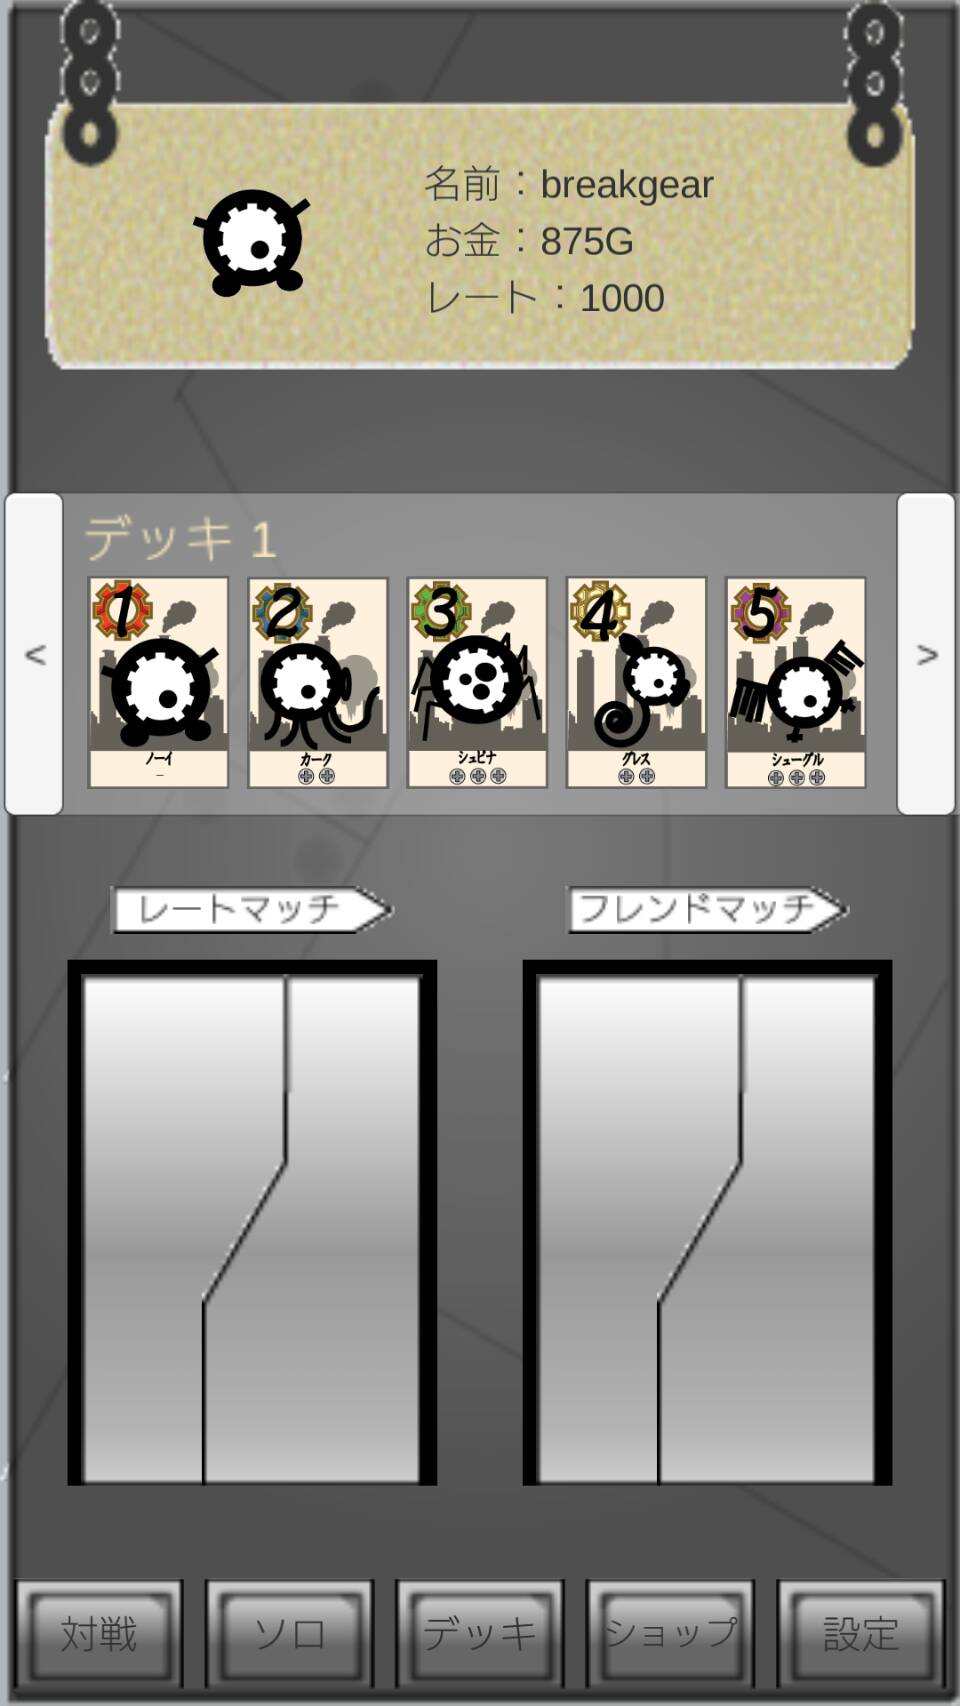 名前：breakgear
お金：875G
レート：1000
デッキ 1
< >
1 2 3 4 5
ノーイ カーク シュピナ グレス シューグル
レートマッチ フレンドマッチ
対戦 ソロ デッキ ショップ 設定